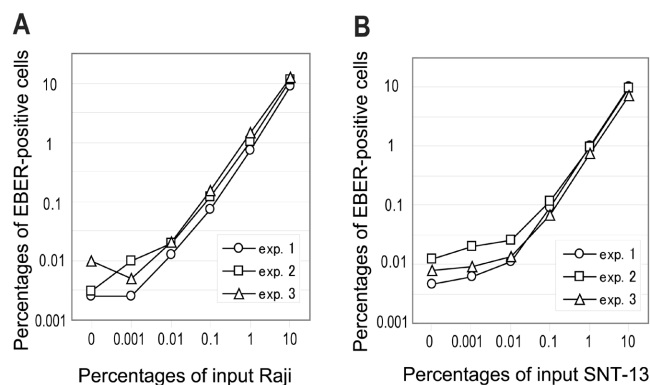 A
Percentages of EBER-positive cells
10
1
0.1
0.01
0.001
exp. 1
exp. 2
exp. 3
0 0.001 0.01 0.1 1 10
Percentages of input Raji
B
Percentages of EBER-positive cells
10
1
0.1
0.01
0.001
exp. 1
exp. 2
exp. 3
0 0.001 0.01 0.1 1 10
Percentages of input SNT-13